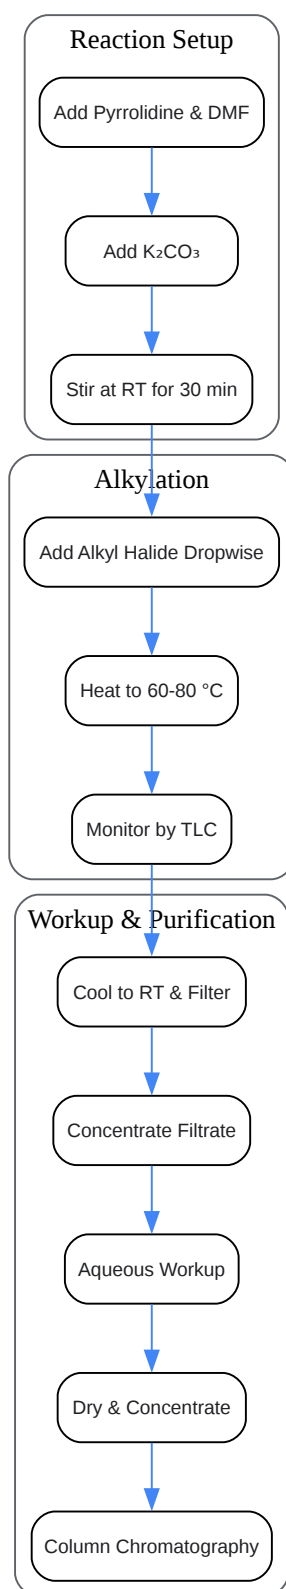 Reaction Setup
Add Pyrrolidine & DMF
Add K₂CO₃
Stir at RT for 30 min
Alkylation
Add Alkyl Halide Dropwise
Heat to 60-80 °C
Monitor by TLC
Workup & Purification
Cool to RT & Filter
Concentrate Filtrate
Aqueous Workup
Dry & Concentrate
Column Chromatography